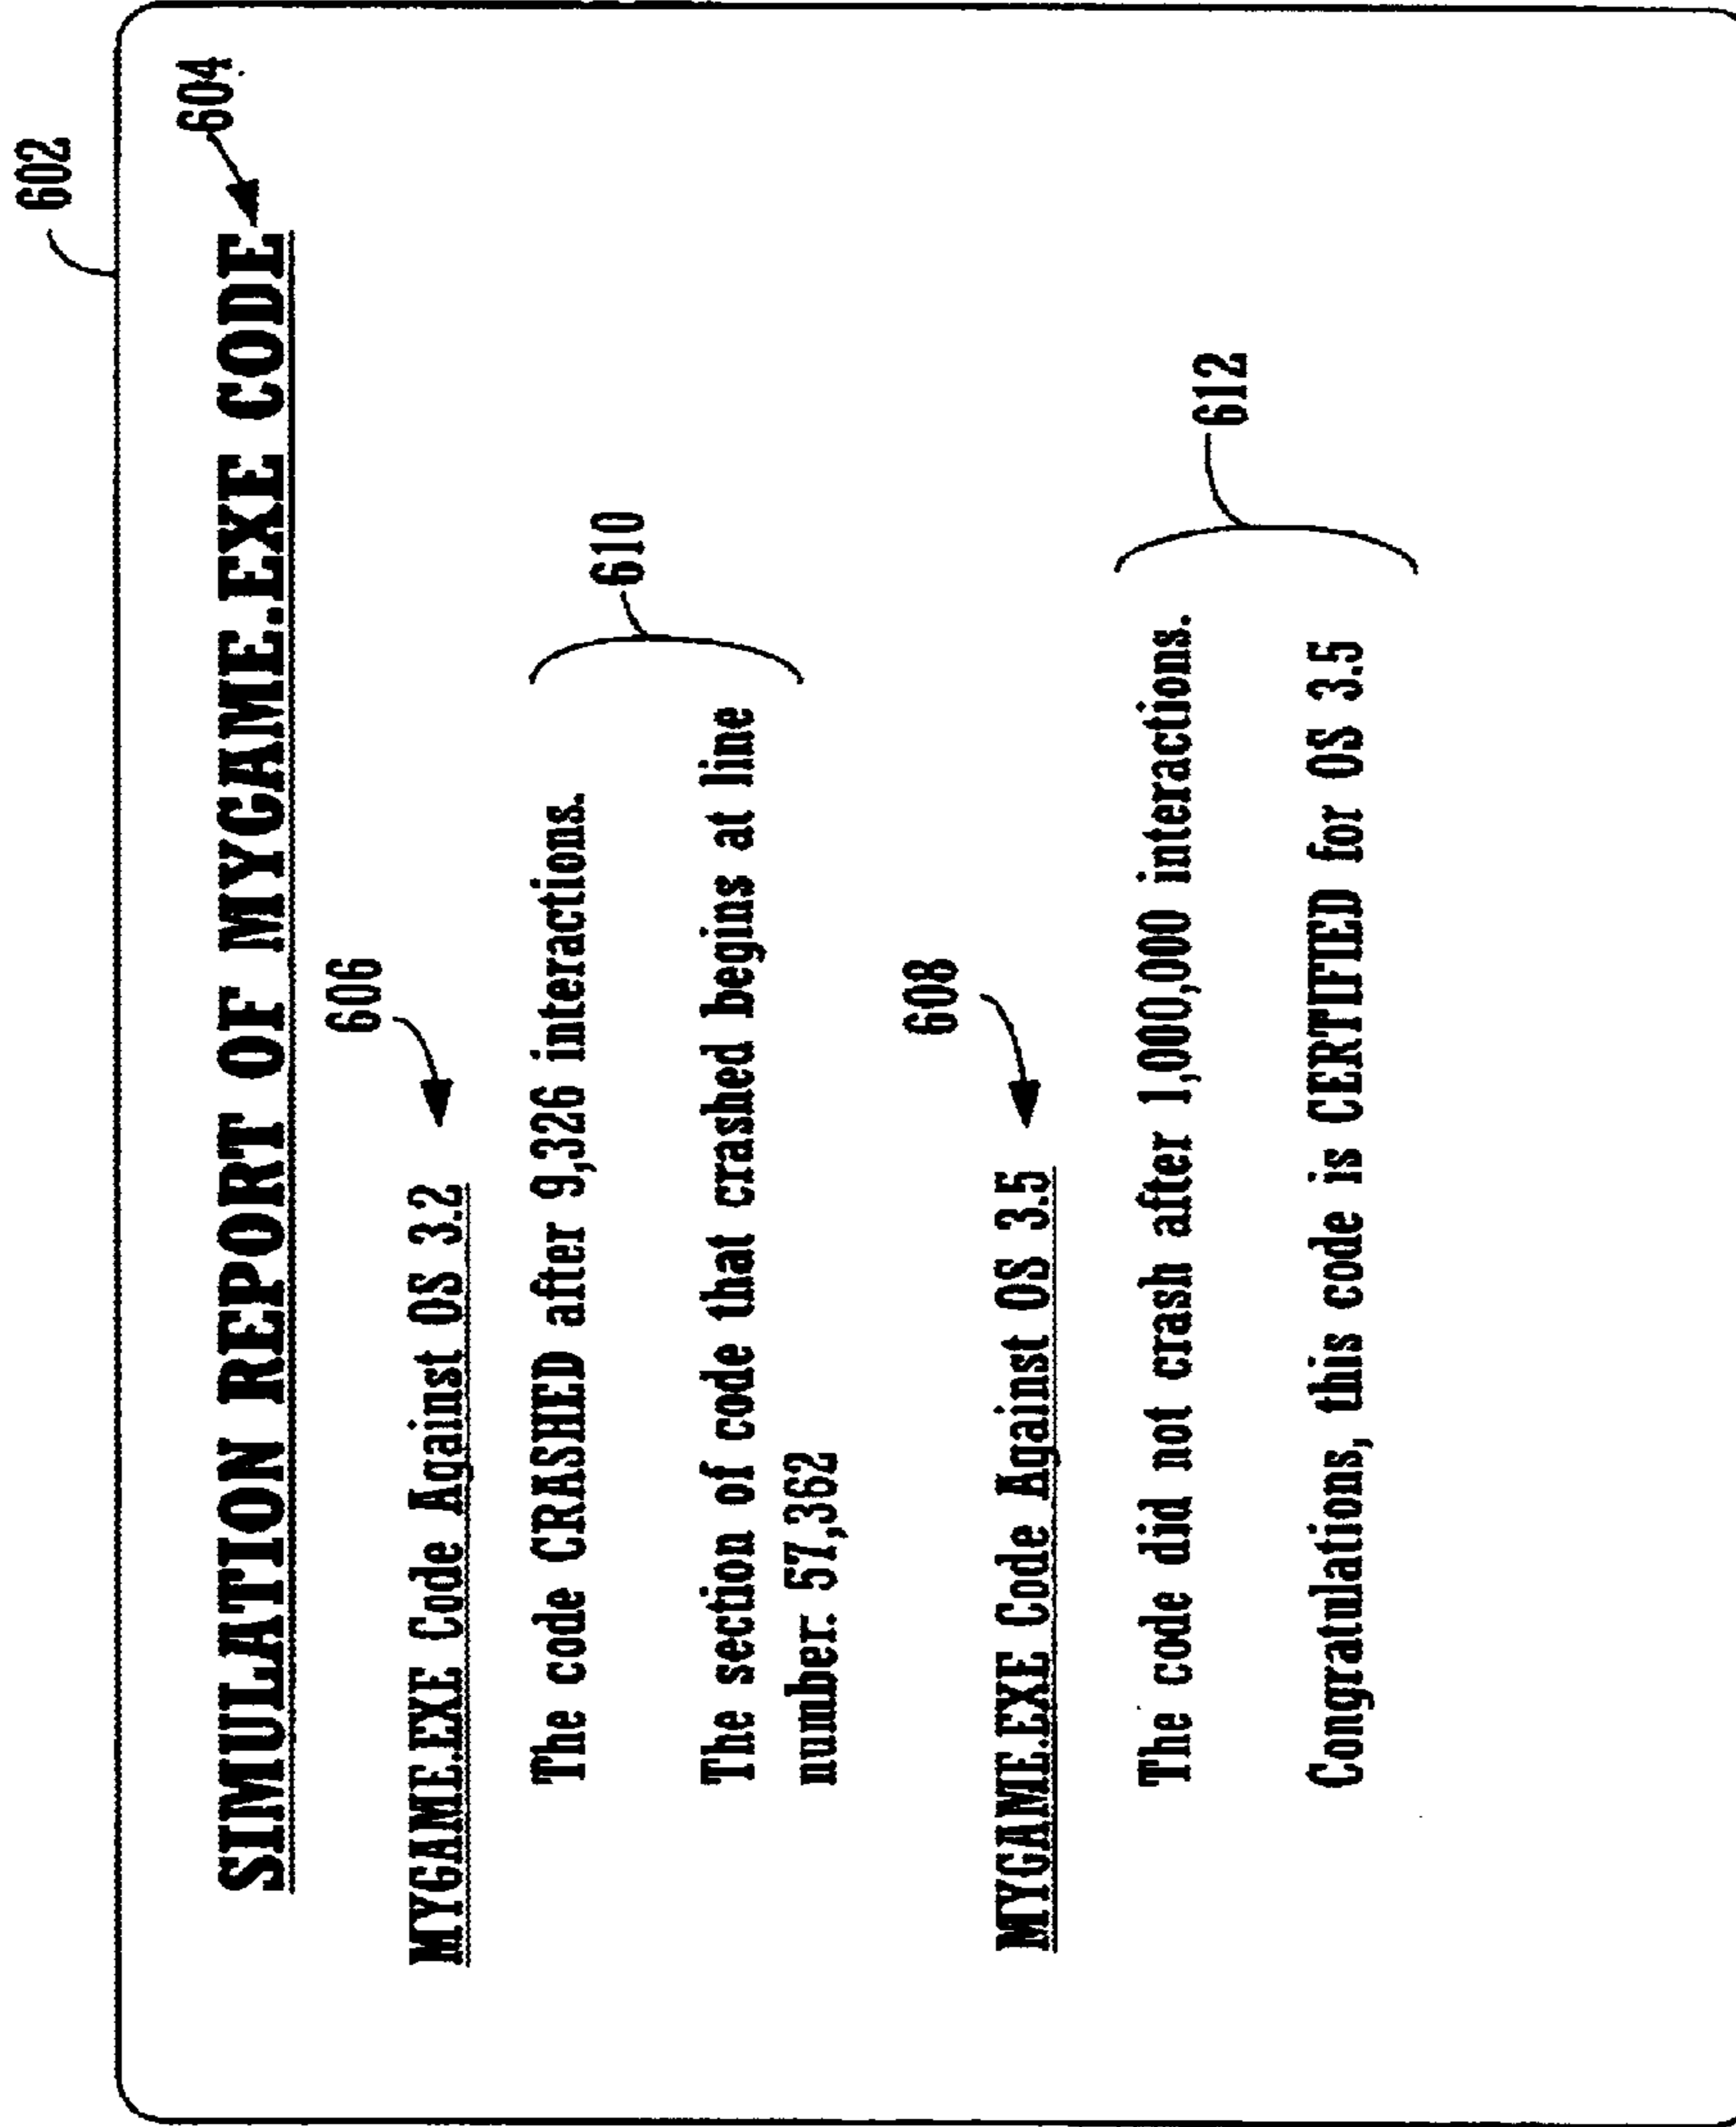 602
604
SIMULATION REPORT OF MYGAME.EXE CODE
606
MYGAME.EXE Code Against OS 3.2
The code CRASHED after 9,326 interactions.
610
The section of code that crashed begins at line
number: 57,362
608
MYGAME.EXE Code Against OS 3.5
The code did not crash after 1,000,000 interactions.
612
Congratulations, this code is CERTIFIED for OS 3.5